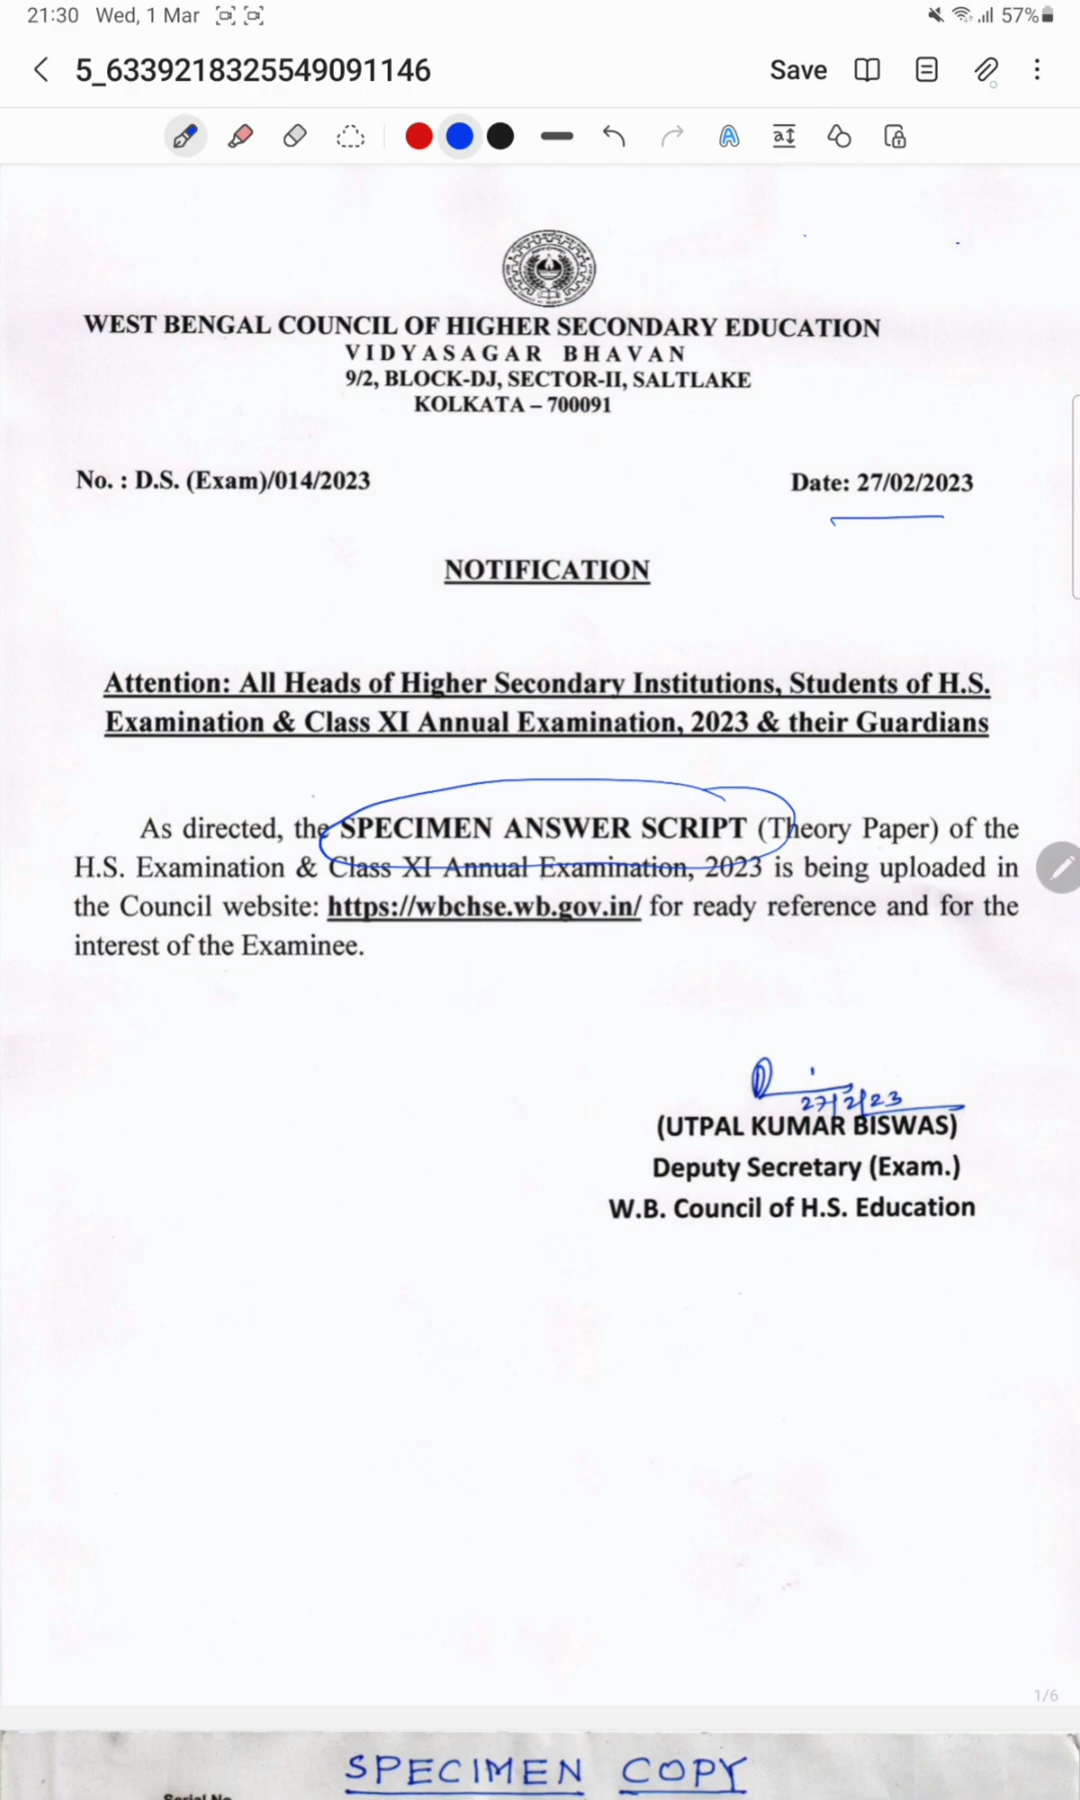 21:30 Wed, 1 Mar 57%
5_6339218325549091146 Save
WEST BENGAL COUNCIL OF HIGHER SECONDARY EDUCATION
VIDYASAGAR BHAVAN
9/2, BLOCK-DJ, SECTOR-II, SALTLAKE
KOLKATA – 700091
No. : D.S. (Exam)/014/2023 Date: 27/02/2023
NOTIFICATION
Attention: All Heads of Higher Secondary Institutions, Students of H.S.
Examination & Class XI Annual Examination, 2023 & their Guardians
As directed, the SPECIMEN ANSWER SCRIPT (Theory Paper) of the
H.S. Examination & Class XI Annual Examination, 2023 is being uploaded in
the Council website: https://wbchse.wb.gov.in/ for ready reference and for the
interest of the Examinee.
27/2/23
(UTPAL KUMAR BISWAS)
Deputy Secretary (Exam.)
W.B. Council of H.S. Education
1/6
SPECIMEN COPY
Serial No.